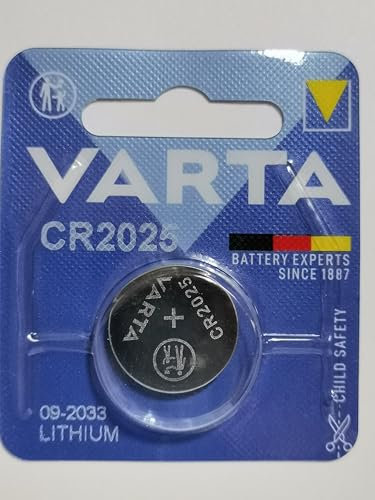 VARTA
CR2025
BATTERY EXPERTS
SINCE 1887
VARTA
+
CR2025
CHILD SAFETY
09-2033
LITHIUM